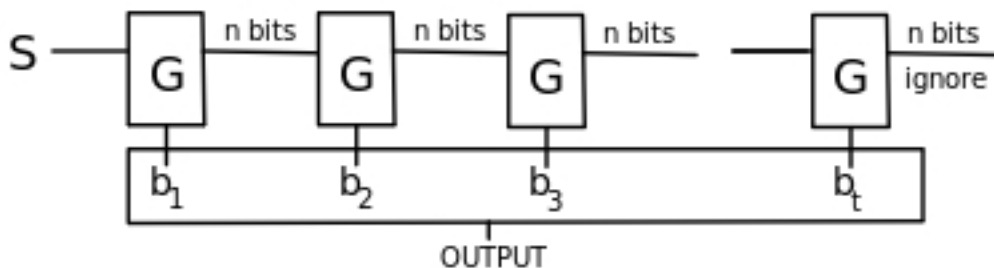 n bits n bits n bits n bits
S G G G G ignore
b1 b2 b3 bt
OUTPUT